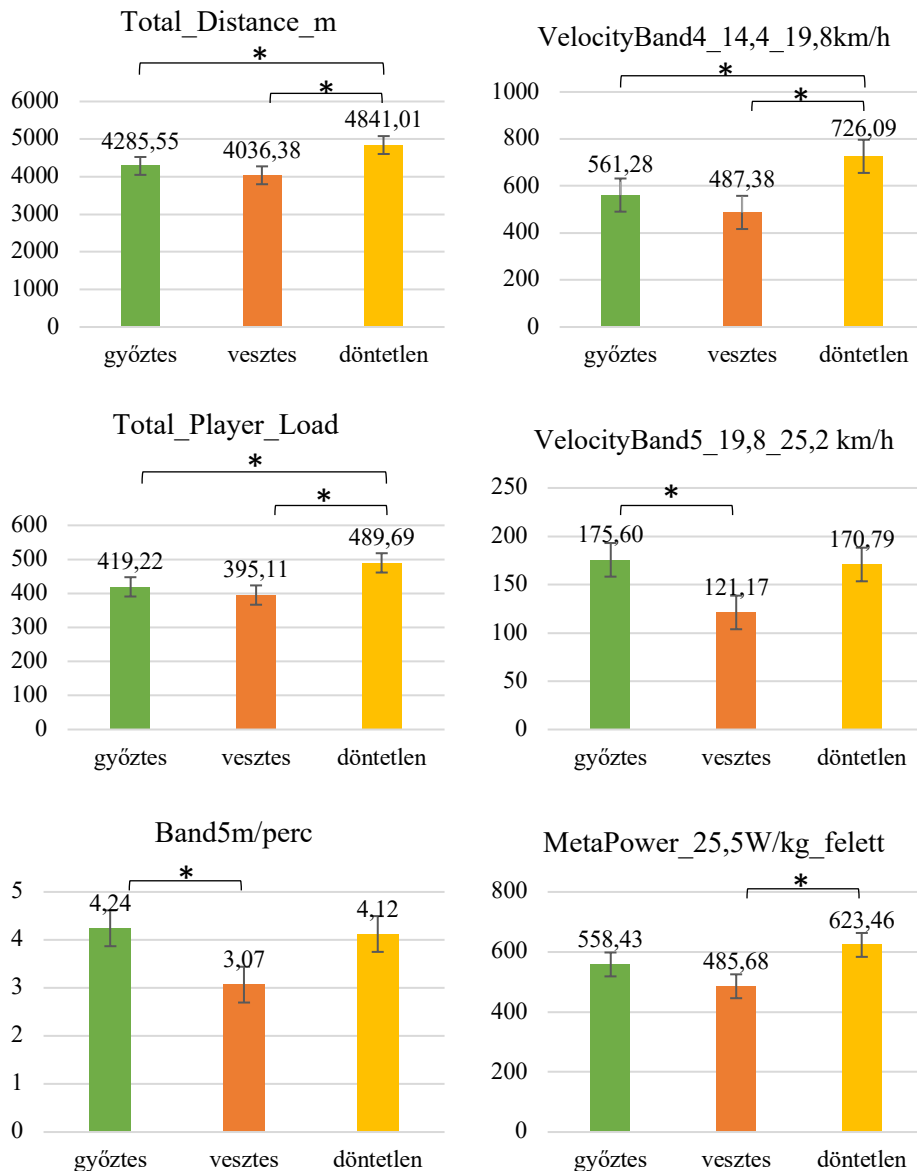 Total_Distance_m
*
*
6000
5000
4000
3000
2000
1000
0
4285,55
4036,38
4841,01
győztes
vesztes
döntetlen
VelocityBand4_14,4_19,8km/h
*
*
1000
800
600
400
200
0
561,28
487,38
726,09
győztes
vesztes
döntetlen
Total_Player_Load
*
*
600
500
400
300
200
100
0
419,22
395,11
489,69
győztes
vesztes
döntetlen
VelocityBand5_19,8_25,2 km/h
*
250
200
150
100
50
0
175,60
121,17
170,79
győztes
vesztes
döntetlen
Band5m/perc
*
5
4
3
2
1
0
4,24
3,07
4,12
győztes
vesztes
döntetlen
MetaPower_25,5W/kg_felett
*
800
600
400
200
0
558,43
485,68
623,46
győztes
vesztes
döntetlen